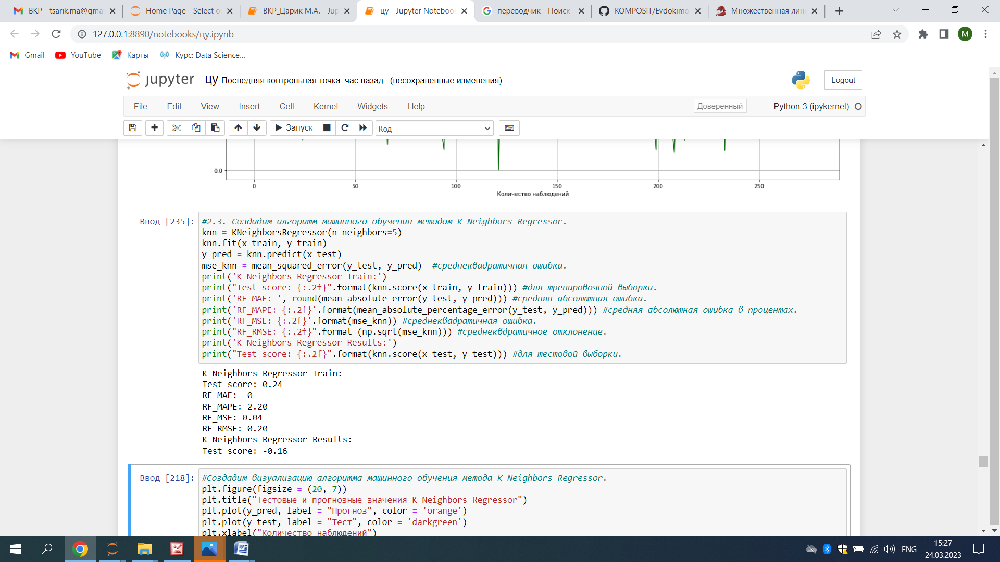 ВКР - tsarik.ma@gma
Home Page - Select o
ВКР_Царик М.А. - Jup
цу - Jupyter Notebook
переводчик - Поиск
KOMPOSIT/Evdokimo
Множественная лин
127.0.0.1:8890/notebooks/цу.ipynb
M
Gmail
YouTube
Карты
Курс: Data Science...
jupyter цу Последняя контрольная точка: час назад (несохраненные изменения)
Logout
File Edit View Insert Cell Kernel Widgets Help
Доверенный
Python 3 (ipykernel)
Запуск
Код
0.0
0 50 100 150 200 250
Количество наблюдений
Ввод [235]:
#2.3. Создадим алгоритм машинного обучения методом K Neighbors Regressor.
knn = KNeighborsRegressor(n_neighbors=5)
knn.fit(x_train, y_train)
y_pred = knn.predict(x_test)
mse_knn = mean_squared_error(y_test, y_pred)  #среднеквадратичная ошибка.
print('K Neighbors Regressor Train:')
print("Test score: {:.2f}".format(knn.score(x_train, y_train))) #для тренировочной выборки.
print('RF_MAE: ', round(mean_absolute_error(y_test, y_pred))) #средняя абсолютная ошибка.
print('RF_MAPE: {:.2f}'.format(mean_absolute_percentage_error(y_test, y_pred))) #средняя абсолютная ошибка в процентах.
print('RF_MSE: {:.2f}'.format(mse_knn)) #среднеквадратичная ошибка.
print("RF_RMSE: {:.2f}".format (np.sqrt(mse_knn))) #среднеквдратичное отклонение.
print('K Neighbors Regressor Results:')
print("Test score: {:.2f}".format(knn.score(x_test, y_test))) #для тестовой выборки.
K Neighbors Regressor Train:
Test score: 0.24
RF_MAE:  0
RF_MAPE: 2.20
RF_MSE: 0.04
RF_RMSE: 0.20
K Neighbors Regressor Results:
Test score: -0.16
Ввод [218]:
#Создадим визуализацию алгоритма машинного обучения метода K Neighbors Regressor.
plt.figure(figsize = (20, 7))
plt.title("Тестовые и прогнозные значения K Neighbors Regressor")
plt.plot(y_pred, label = "Прогноз", color = 'orange')
plt.plot(y_test, label = "Тест", color = 'darkgreen')
plt.xlabel("Количество наблюдений")
ENG
15:27
24.03.2023